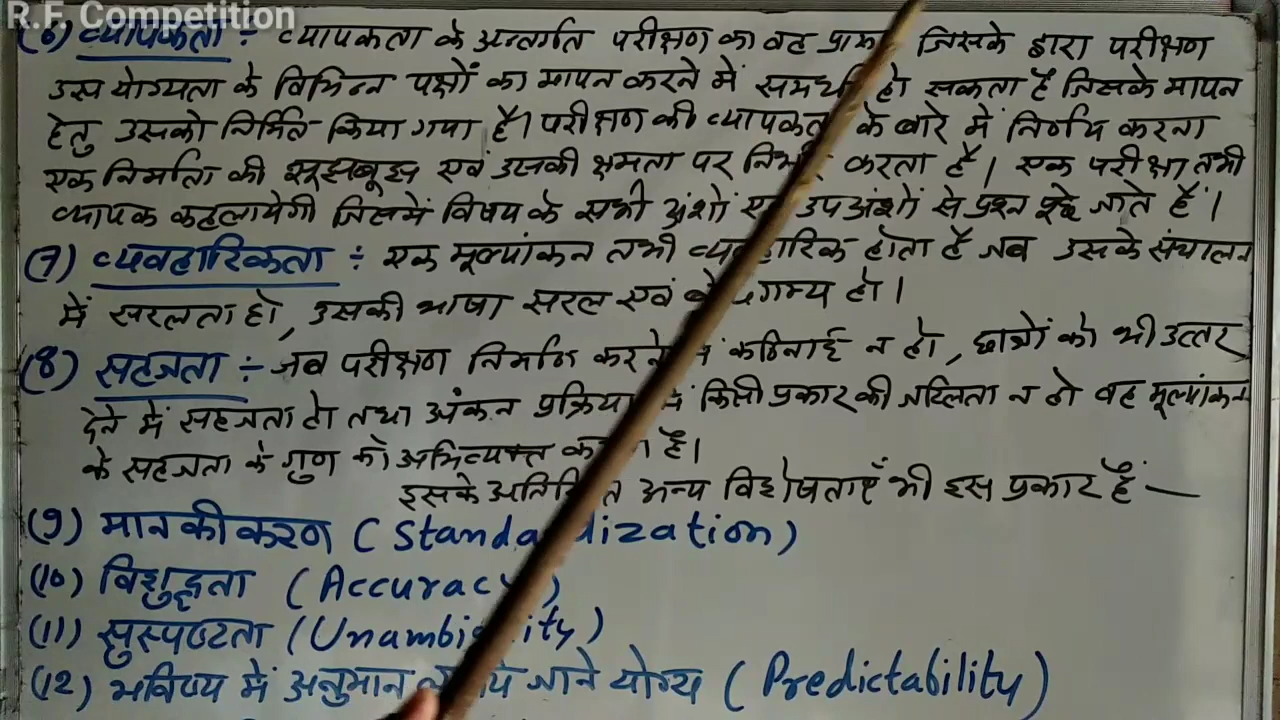 R.F. Competition
(6) व्यापकता :- व्यापकता के अन्तर्गत परीक्षण का वह जिसके द्वारा परीक्षण
उस योग्यता के विभिन्न पक्षों का मापन करने में समर्थ हो सकता है जिसके मापन
हेतु उसको निर्मित किया गया है। परीक्षण की व्यापकता के बारे में निर्णय करना
एक निर्माता की सूझबूझ एवं उसकी क्षमता पर निर्भर करता है। एक परीक्षा तभी
व्यापक कहलायेगी जिसमें विषय के सभी अंशों एवं उपअंशों से प्रश्न पूछे जाते हैं।
(7) व्यवहारिकता ÷ एक मूल्यांकन तभी व्यवहारिक होता है जब उसके संचालन
में सरलता हो, उसकी भाषा सरल एवं बोधगम्य हो।
(8) सहजता ÷ जब परीक्षण निर्माण करने में कठिनाई न हो, छात्रों को भी उत्तर
देने में सहजता हो तथा अंकन प्रक्रिया में किसी प्रकार की जटिलता न हो वह मूल्यांकन
के सहजता के गुण को अभिव्यक्त करता है।
इसके अतिरिक्त अन्य विशेषताएँ भी इस प्रकार हैं —
(9) मानकीकरण (Standardization)
(10) विशुद्धता (Accuracy)
(11) सुस्पष्टता (Unambiguity)
(12) भविष्य में अनुमान लगाये जाने योग्य (Predictability)